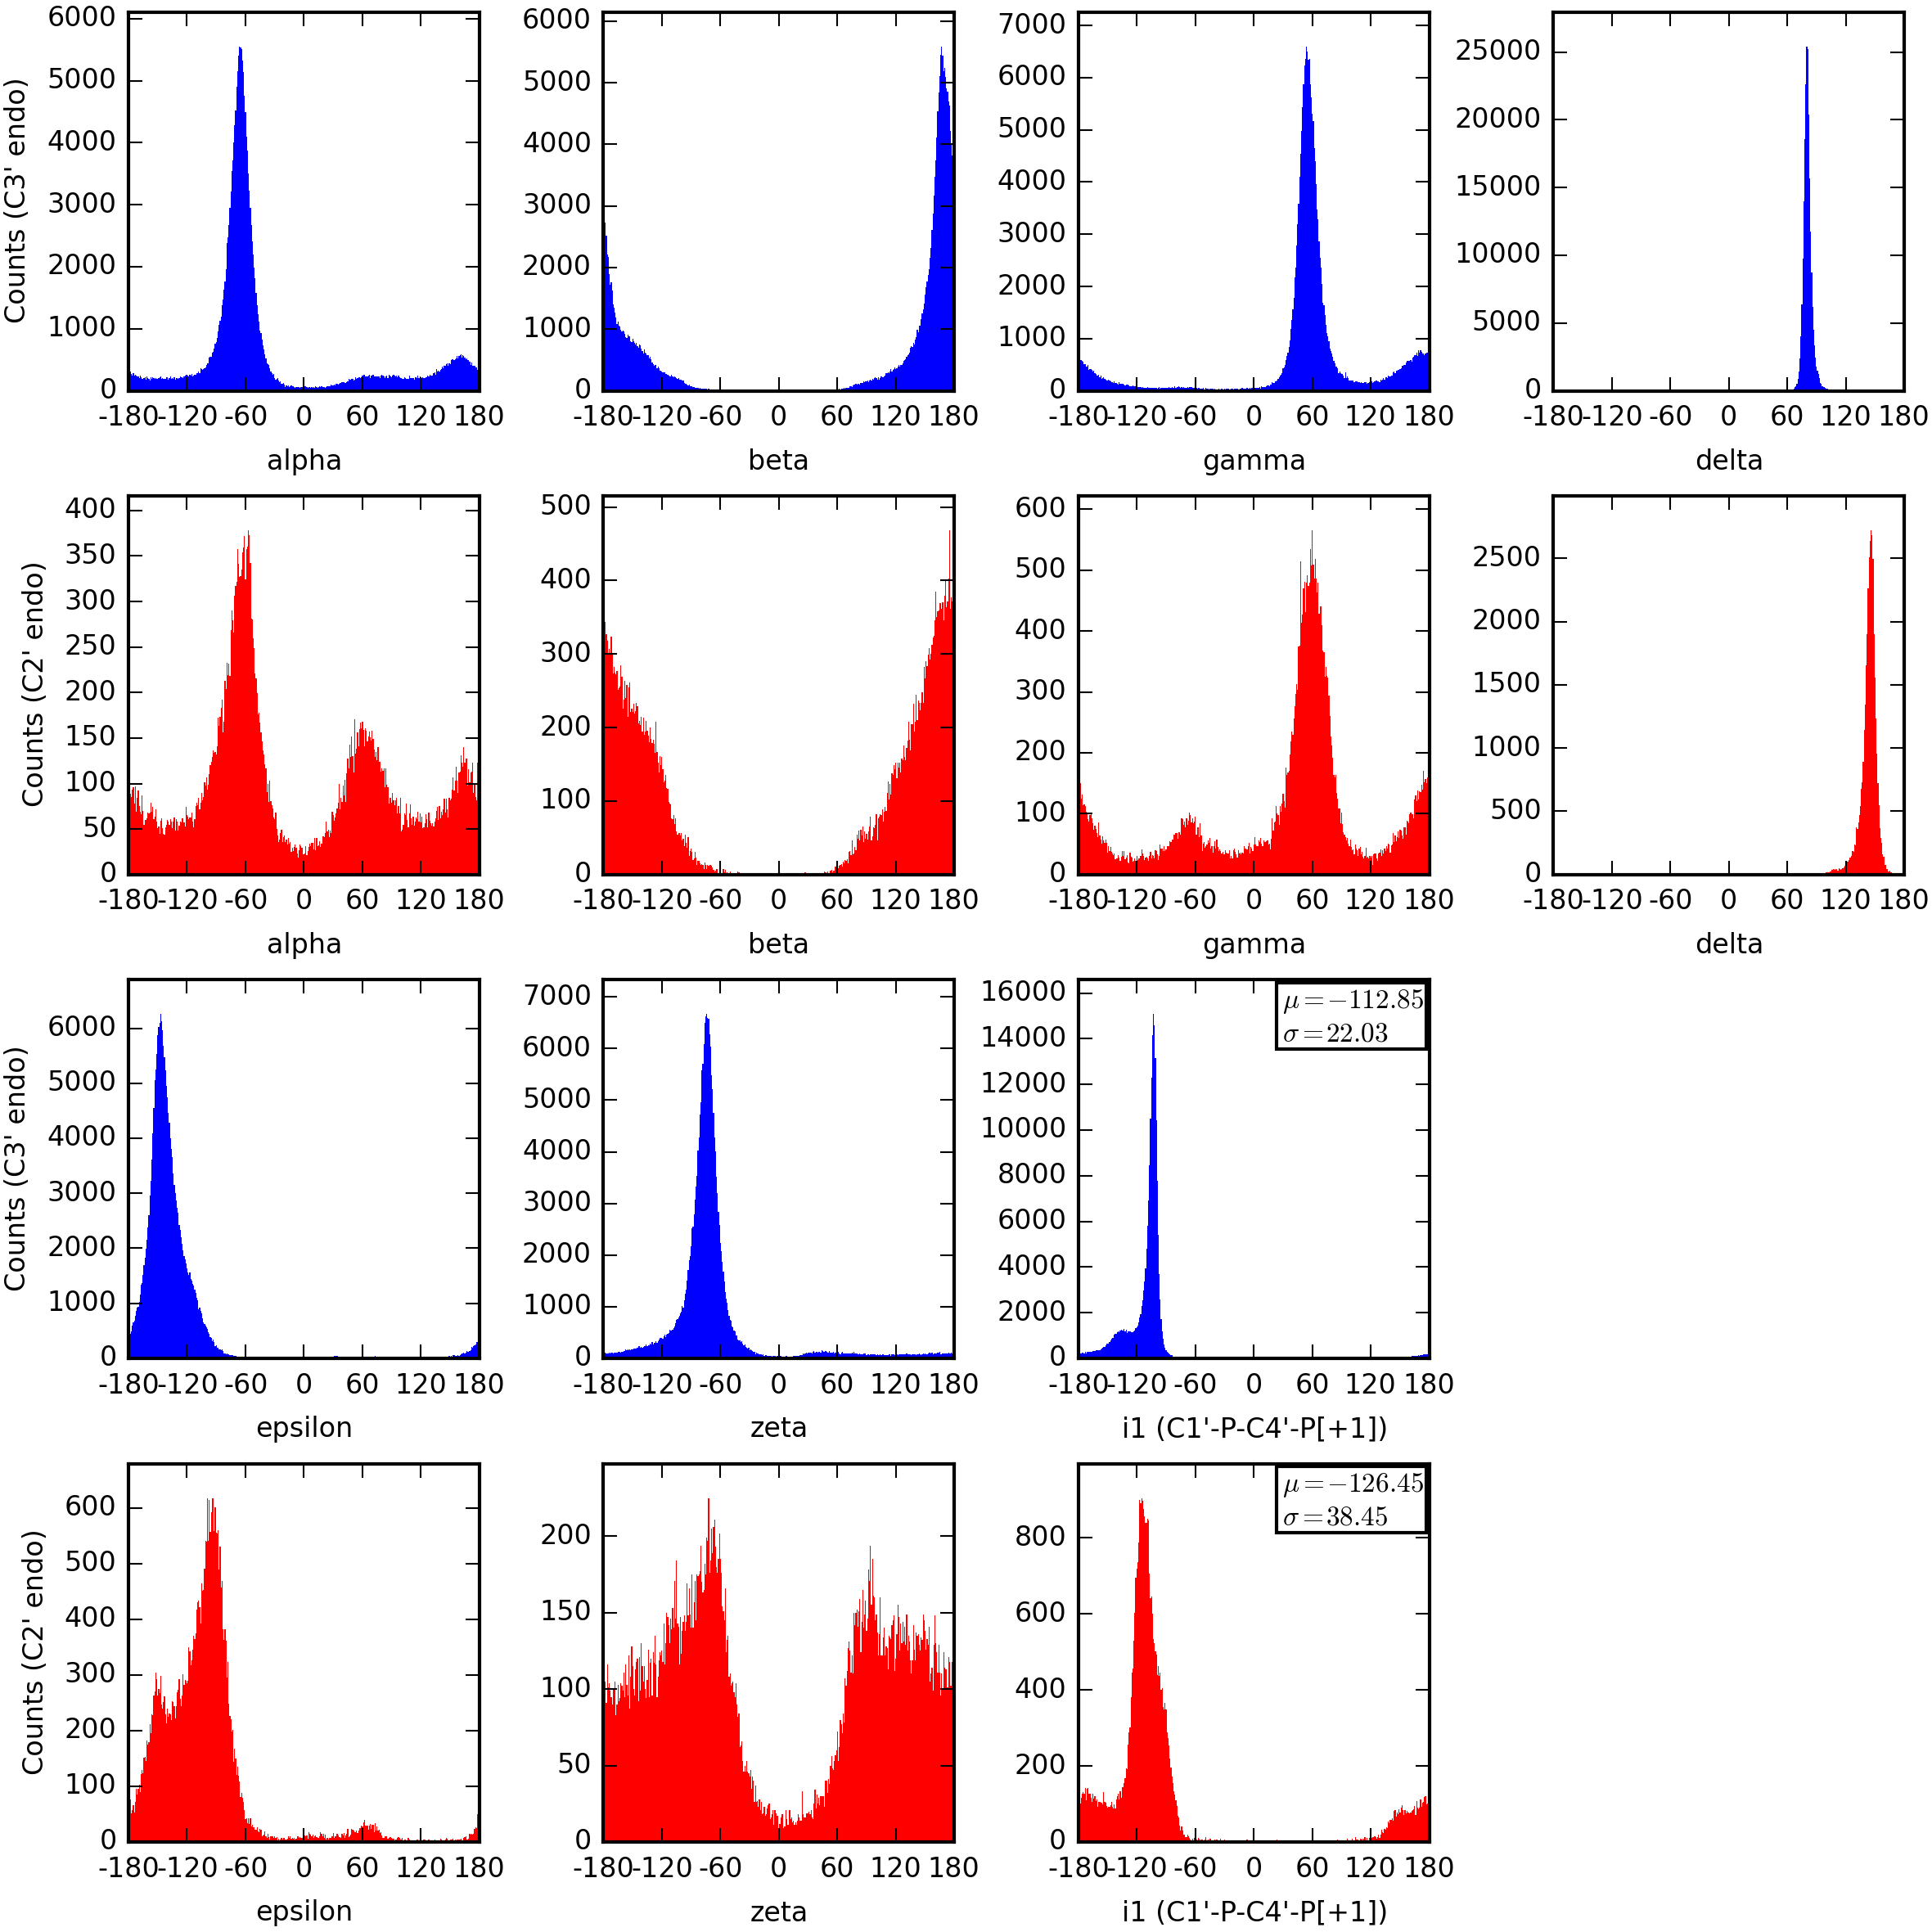 Counts (C3' endo)
6000
5000
4000
3000
2000
1000
0
-180 -120 -60 0 60 120 180
alpha
6000
5000
4000
3000
2000
1000
0
-180 -120 -60 0 60 120 180
beta
7000
6000
5000
4000
3000
2000
1000
0
-180 -120 -60 0 60 120 180
gamma
25000
20000
15000
10000
5000
0
-180 -120 -60 0 60 120 180
delta
Counts (C2' endo)
400
350
300
250
200
150
100
50
0
-180 -120 -60 0 60 120 180
alpha
500
400
300
200
100
0
-180 -120 -60 0 60 120 180
beta
600
500
400
300
200
100
0
-180 -120 -60 0 60 120 180
gamma
2500
2000
1500
1000
500
0
-180 -120 -60 0 60 120 180
delta
Counts (C3' endo)
6000
5000
4000
3000
2000
1000
0
-180 -120 -60 0 60 120 180
epsilon
7000
6000
5000
4000
3000
2000
1000
0
-180 -120 -60 0 60 120 180
zeta
16000
14000
12000
10000
8000
6000
4000
2000
0
μ = −112.85
σ = 22.03
-180 -120 -60 0 60 120 180
i1 (C1'-P-C4'-P[+1])
Counts (C2' endo)
600
500
400
300
200
100
0
-180 -120 -60 0 60 120 180
epsilon
200
150
100
50
0
-180 -120 -60 0 60 120 180
zeta
800
600
400
200
0
μ = −126.45
σ = 38.45
-180 -120 -60 0 60 120 180
i1 (C1'-P-C4'-P[+1])